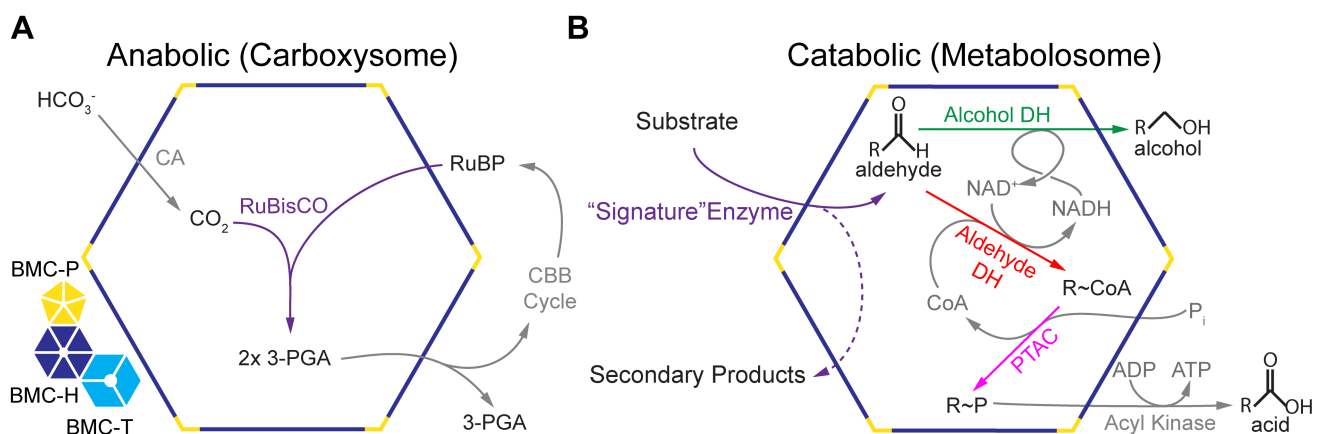 A
Anabolic (Carboxysome)
HCO3-
CA
CO2
RuBisCO
RuBP
CBB
Cycle
2x 3-PGA
3-PGA
BMC-P
BMC-H
BMC-T
B
Catabolic (Metabolosome)
Substrate
"Signature"Enzyme
Secondary Products
O
R
H
aldehyde
Alcohol DH
R
OH
alcohol
NAD+
NADH
Aldehyde
DH
CoA
R~CoA
Pi
PTAC
R~P
ADP
ATP
Acyl Kinase
O
R
OH
acid